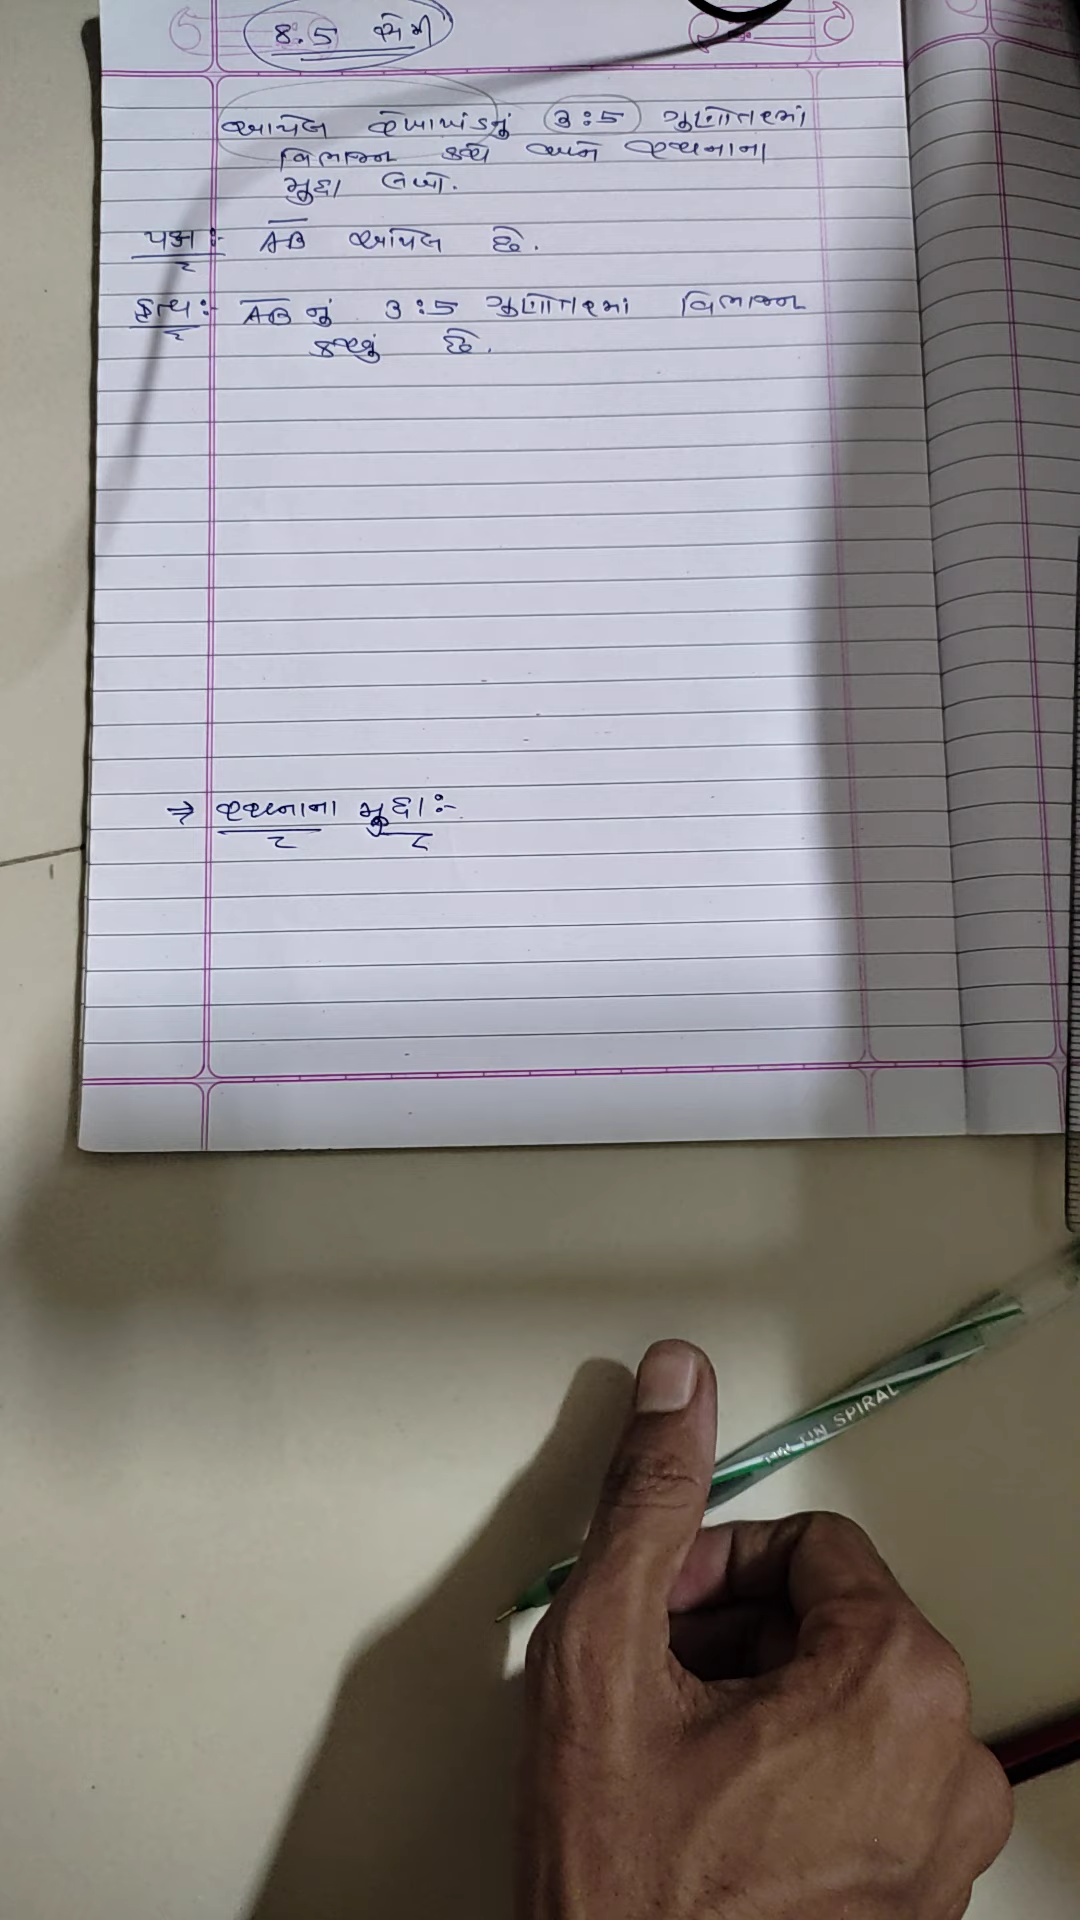 8.5 સેમી
આપેલ રેખાખંડનું 3:5 ગુણોતરમાં
વિભાજન કરો અને રચનાના
મુદ્દા લખો.
પક્ષ :- AB આપેલ છે.
કૃત્ય :- AB નું 3:5 ગુણોતરમાં વિભાજન
કરવું છે.
⇒ રચનાના મુદ્દા :-
SPIRAL